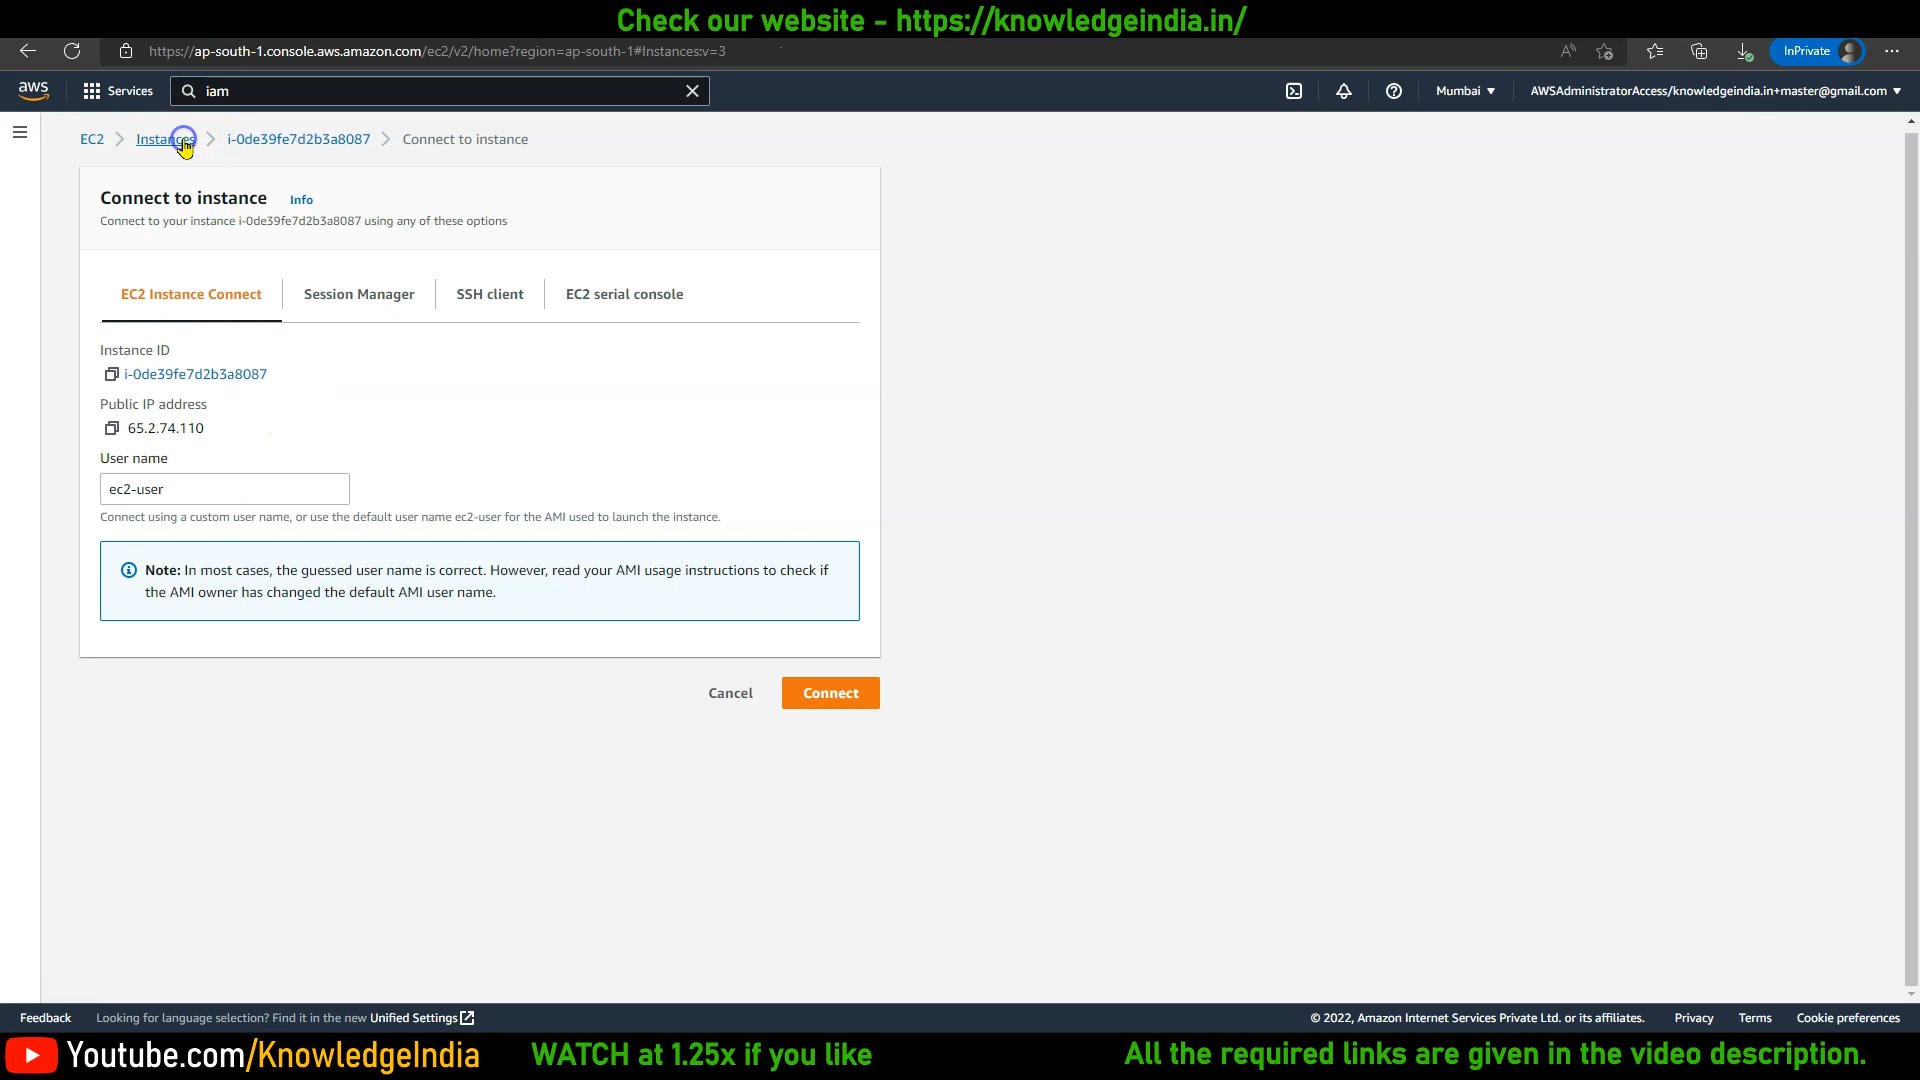 Check our website - https://knowledgeindia.in/
https://ap-south-1.console.aws.amazon.com/ec2/v2/home?region=ap-south-1#Instances:v=3
InPrivate
aws
Services
iam
Mumbai
AWSAdministratorAccess/knowledgeindia.in+master@gmail.com
EC2 > Instances > i-0de39fe7d2b3a8087 > Connect to instance
Connect to instance Info
Connect to your instance i-0de39fe7d2b3a8087 using any of these options
EC2 Instance Connect
Session Manager
SSH client
EC2 serial console
Instance ID
i-0de39fe7d2b3a8087
Public IP address
65.2.74.110
User name
ec2-user
Connect using a custom user name, or use the default user name ec2-user for the AMI used to launch the instance.
Note: In most cases, the guessed user name is correct. However, read your AMI usage instructions to check if
the AMI owner has changed the default AMI user name.
Cancel
Connect
Feedback
Looking for language selection? Find it in the new Unified Settings
© 2022, Amazon Internet Services Private Ltd. or its affiliates.
Privacy
Terms
Cookie preferences
Youtube.com/KnowledgeIndia
WATCH at 1.25x if you like
All the required links are given in the video description.